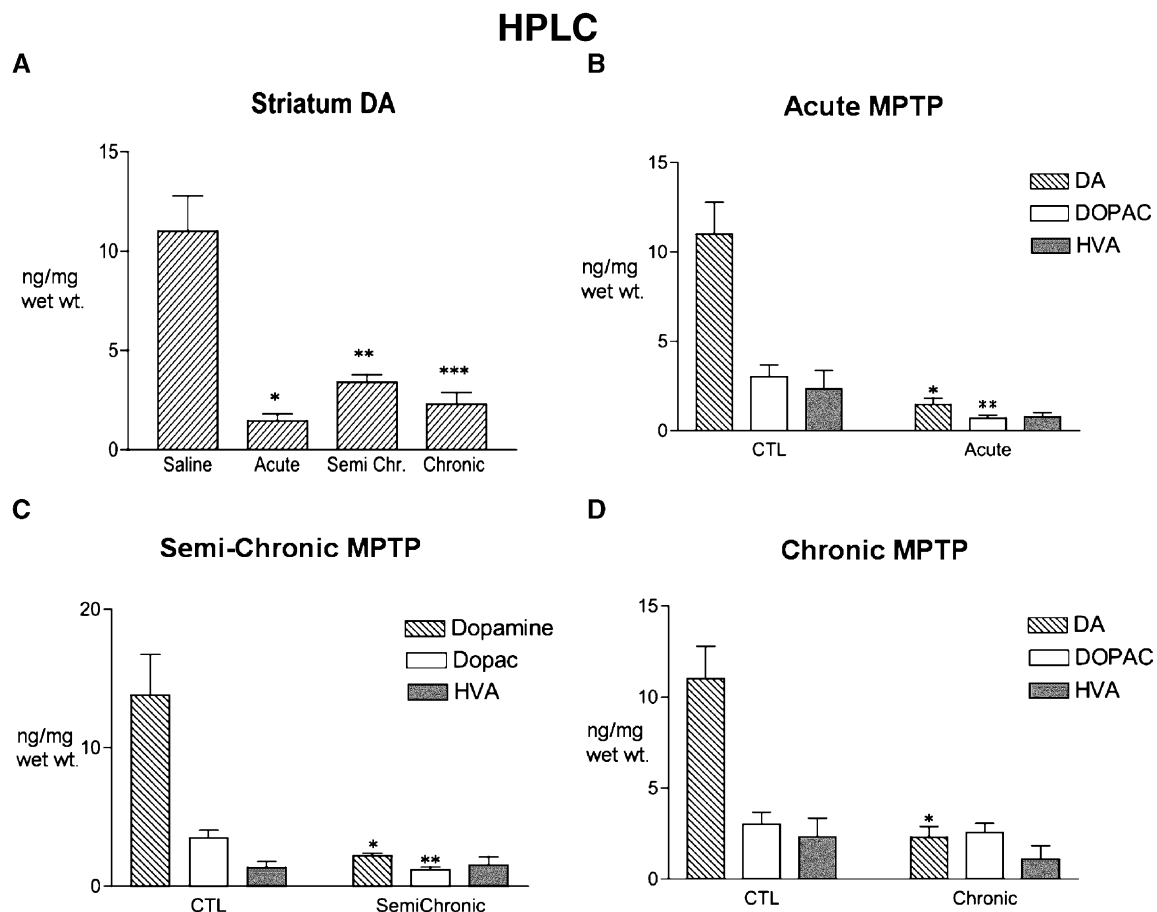 HPLC
A
Striatum DA
15
10
5
0
ng/mg
wet wt.
*
**
***
Saline Acute Semi Chr. Chronic
B
Acute MPTP
15
10
5
0
ng/mg
wet wt.
DA
DOPAC
HVA
*
**
CTL Acute
C
Semi-Chronic MPTP
20
10
0
ng/mg
wet wt.
Dopamine
Dopac
HVA
*
**
CTL SemiChronic
D
Chronic MPTP
15
10
5
0
ng/mg
wet wt.
DA
DOPAC
HVA
*
CTL Chronic